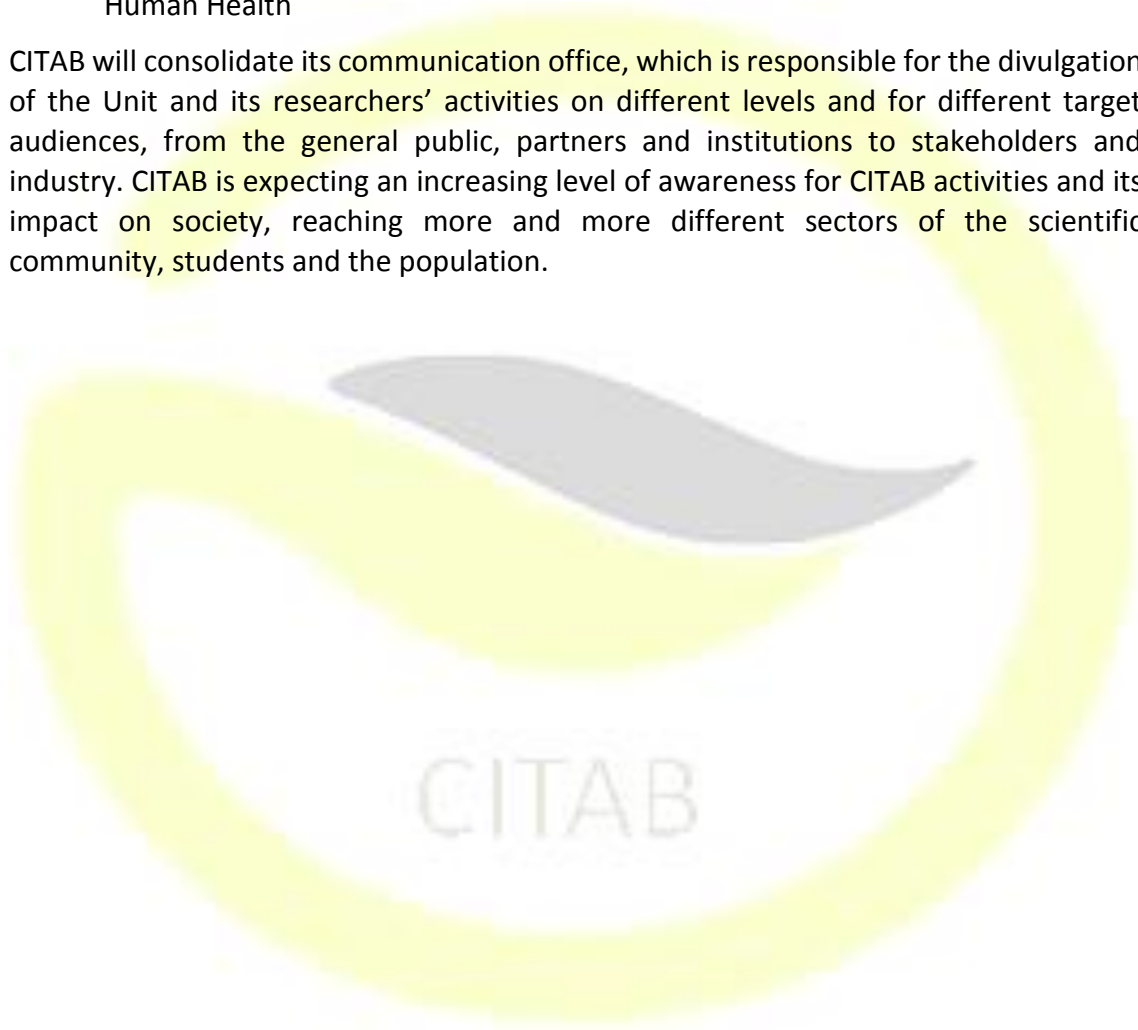 Human Health
CITAB will consolidate its communication office, which is responsible for the divulgation
of the Unit and its researchers’ activities on different levels and for different target
audiences, from the general public, partners and institutions to stakeholders and
industry. CITAB is expecting an increasing level of awareness for CITAB activities and its
impact on society, reaching more and more different sectors of the scientific
community, students and the population.
CITAB